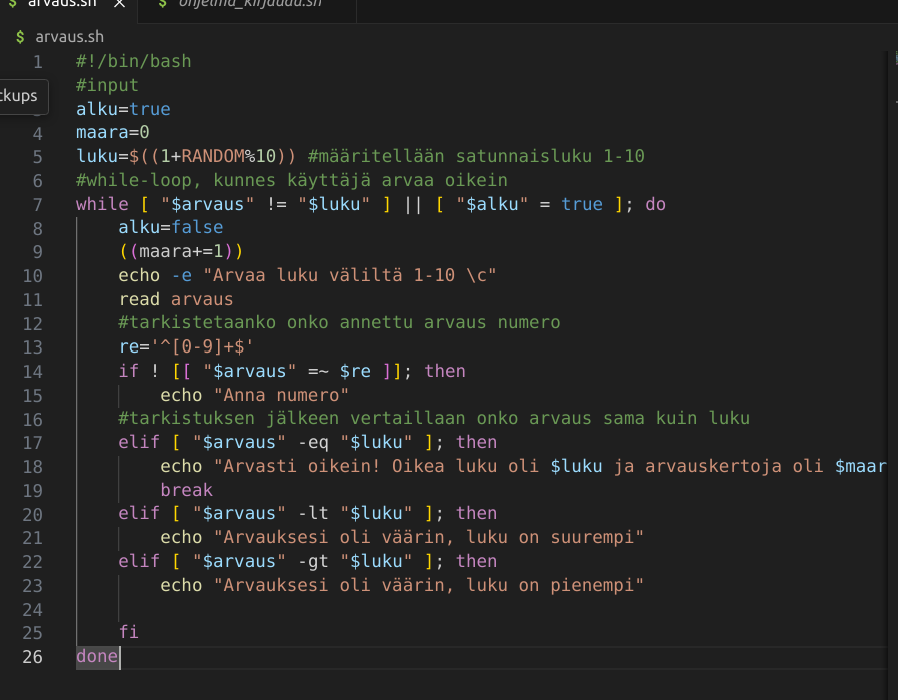 $ arvaus.sh × $ ohjelma_kirjaudu.sh
$ arvaus.sh
ckups
1 #!/bin/bash
#input
alku=true
4 maara=0
5 luku=$((1+RANDOM%10)) #määritellään satunnaisluku 1-10
6 #while-loop, kunnes käyttäjä arvaa oikein
7 while [ "$arvaus" != "$luku" ] || [ "$alku" = true ]; do
8 alku=false
9 ((maara+=1))
10 echo -e "Arvaa luku väliltä 1-10 \c"
11 read arvaus
12 #tarkistetaanko onko annettu arvaus numero
13 re='^[0-9]+$'
14 if ! [[ "$arvaus" =~ $re ]]; then
15 echo "Anna numero"
16 #tarkistuksen jälkeen vertaillaan onko arvaus sama kuin luku
17 elif [ "$arvaus" -eq "$luku" ]; then
18 echo "Arvasti oikein! Oikea luku oli $luku ja arvauskertoja oli $maar
19 break
20 elif [ "$arvaus" -lt "$luku" ]; then
21 echo "Arvauksesi oli väärin, luku on suurempi"
22 elif [ "$arvaus" -gt "$luku" ]; then
23 echo "Arvauksesi oli väärin, luku on pienempi"
24
25 fi
26 done